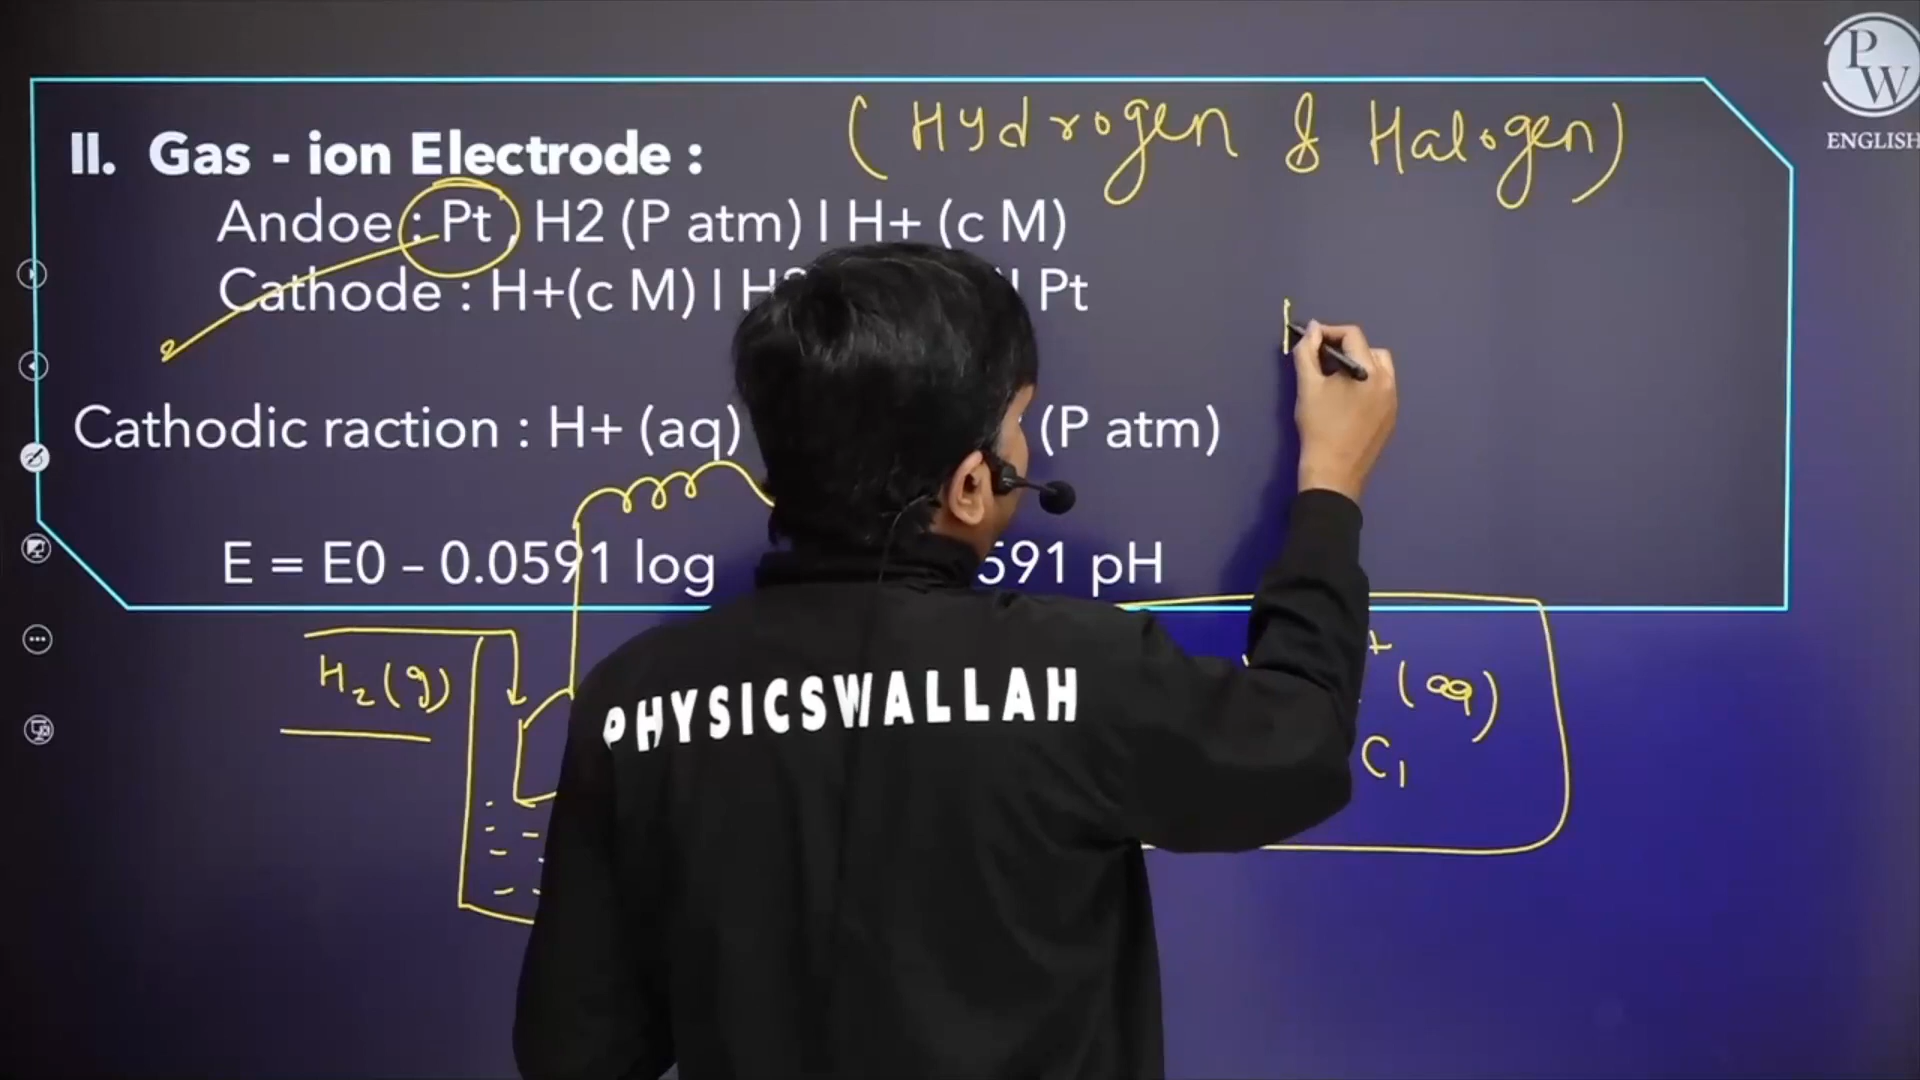 PW
ENGLISH
II. Gas - ion Electrode : (Hydrogen & Halogen)
Andoe : Pt , H2 (P atm) I H+ (c M)
Cathode : H+(c M) I Pt
Cathodic raction : H+ (aq) (P atm)
E = E0 – 0.0591 log 591 pH
H2(g)
+ (aq)
C1
PHYSICSWALLAH